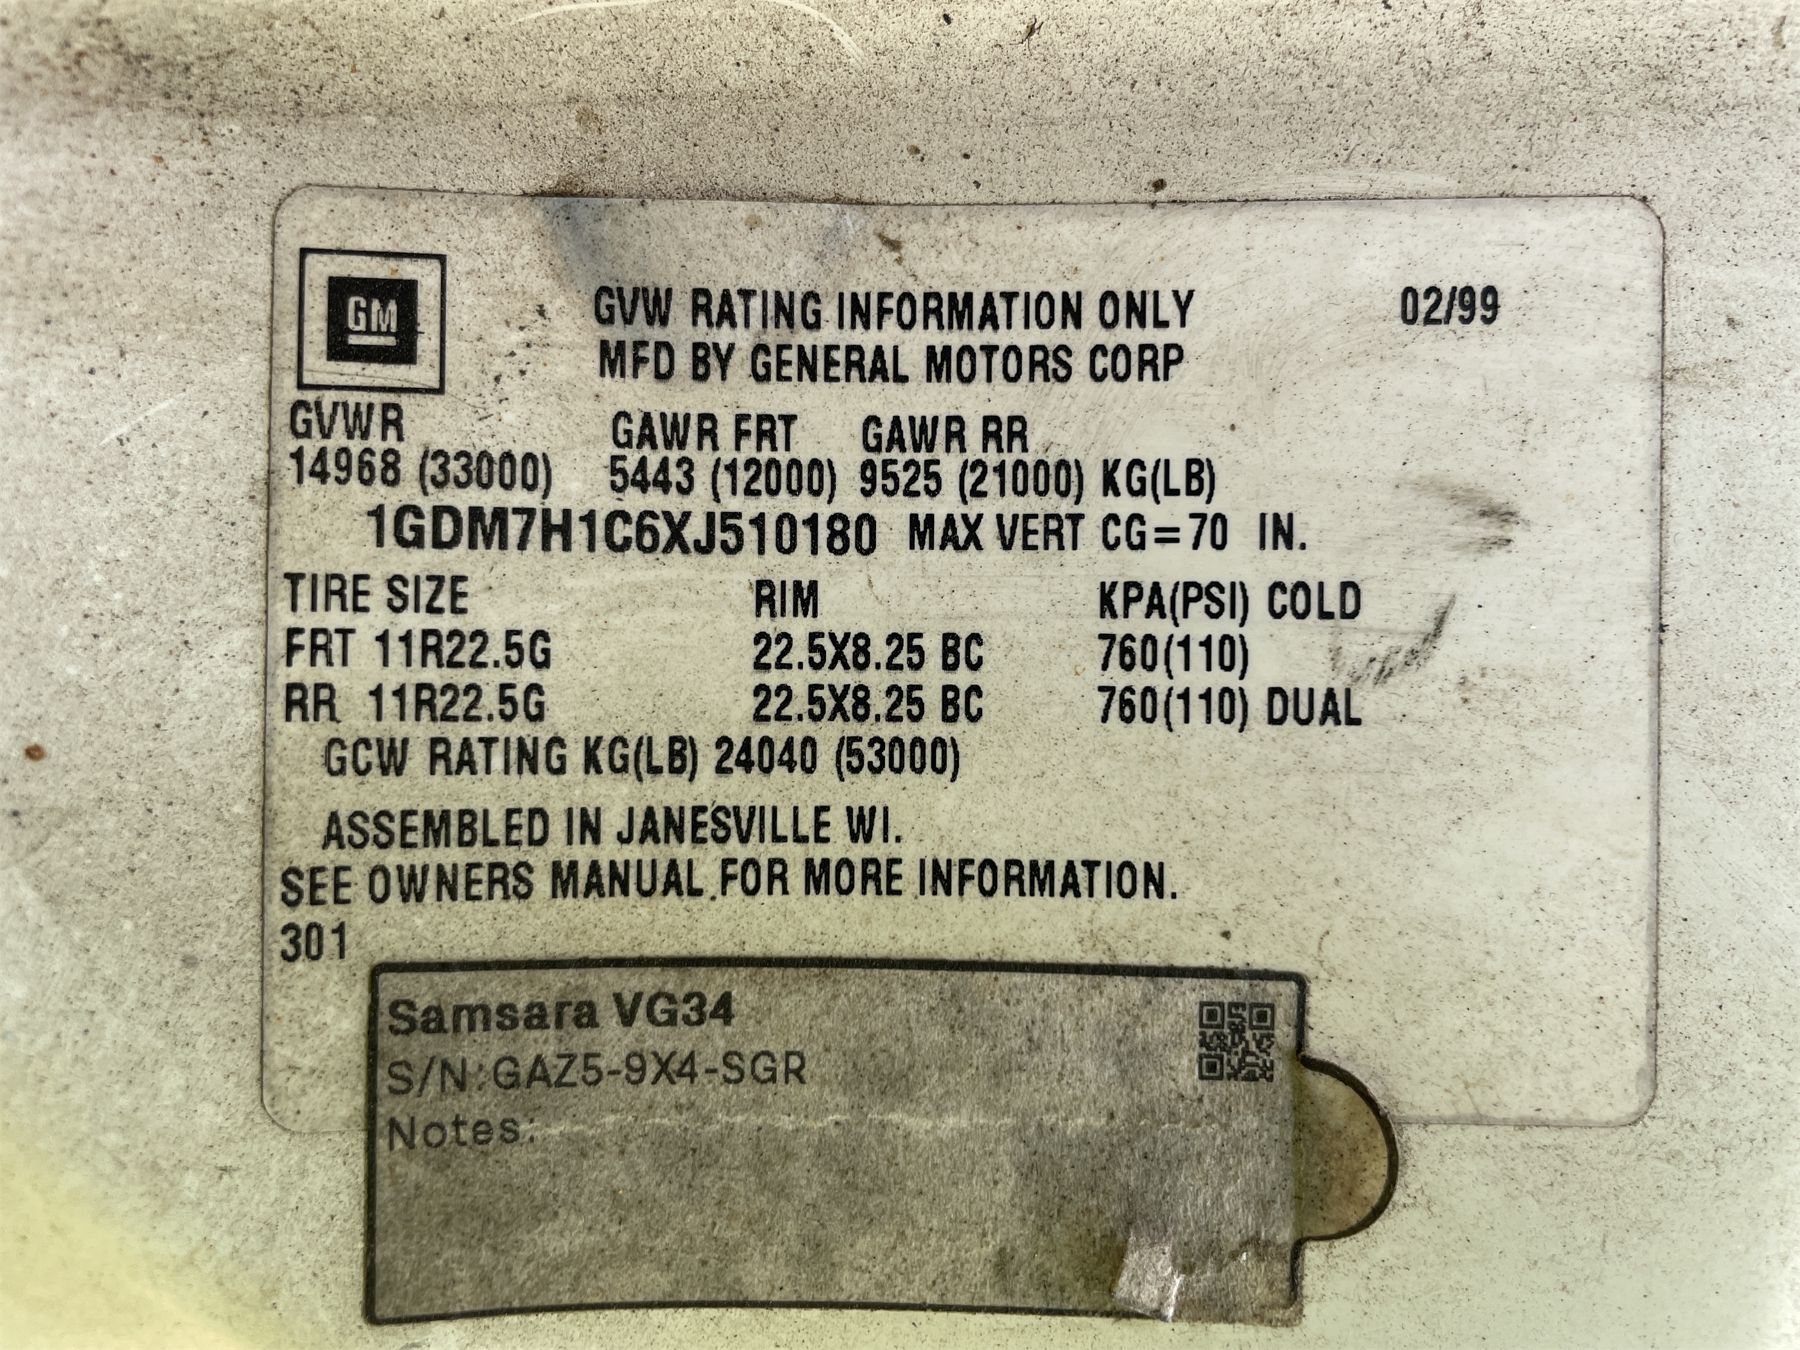 GM
GVW RATING INFORMATION ONLY 02/99
MFD BY GENERAL MOTORS CORP
GVWR GAWR FRT GAWR RR
14968 (33000) 5443 (12000) 9525 (21000) KG(LB)
1GDM7H1C6XJ510180 MAX VERT CG=70 IN.
TIRE SIZE RIM KPA(PSI) COLD
FRT 11R22.5G 22.5X8.25 BC 760(110)
RR 11R22.5G 22.5X8.25 BC 760(110) DUAL
GCW RATING KG(LB) 24040 (53000)
ASSEMBLED IN JANESVILLE WI.
SEE OWNERS MANUAL FOR MORE INFORMATION.
301
Samsara VG34
S/N:GAZ5-9X4-SGR
Notes: